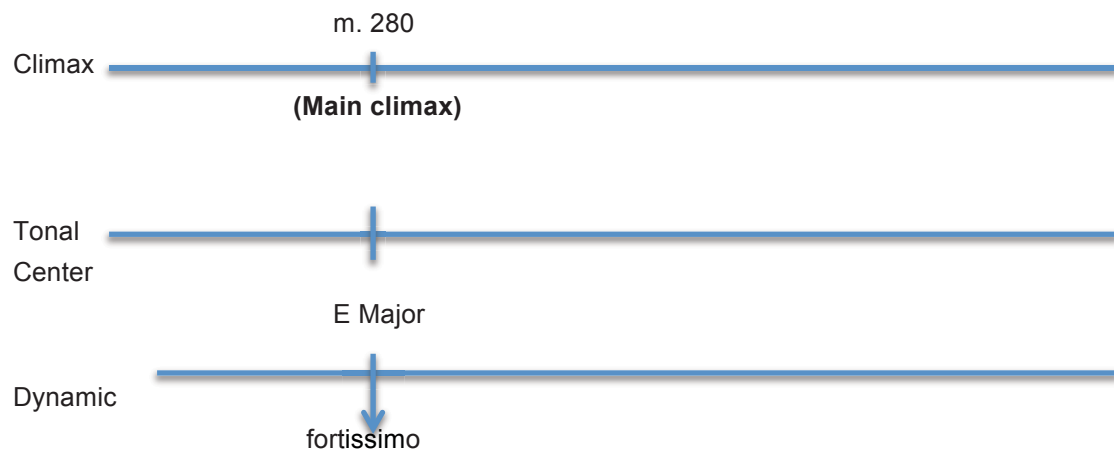 m. 280
Climax
(Main climax)
Tonal
Center
E Major
Dynamic
fortissimo